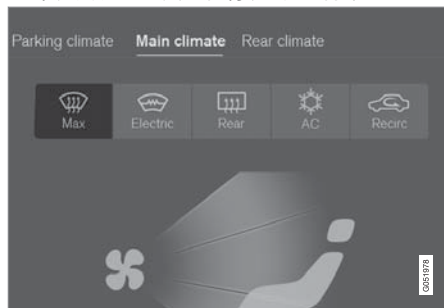 Parking climate Main climate Rear climate
Max Electric Rear AC Recirc
G051978